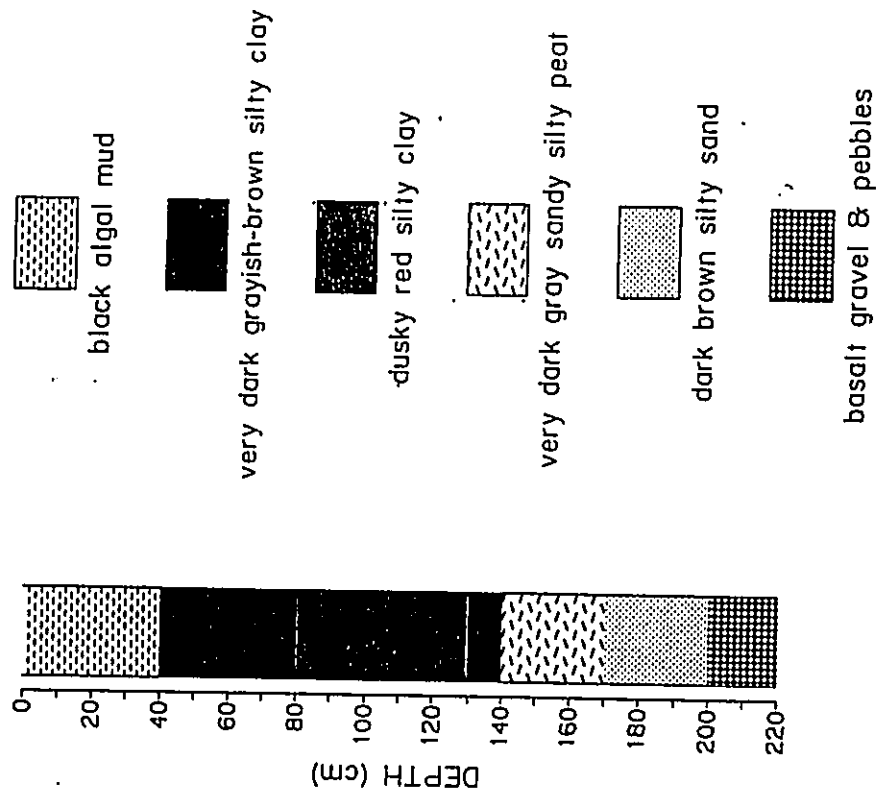 DEPTH (cm)
0
20
40
60
80
100
120
140
160
180
200
220
black algal mud
very dark grayish-brown silty clay
dusky red silty clay
very dark gray sandy silty peat
dark brown silty sand
basalt gravel & pebbles